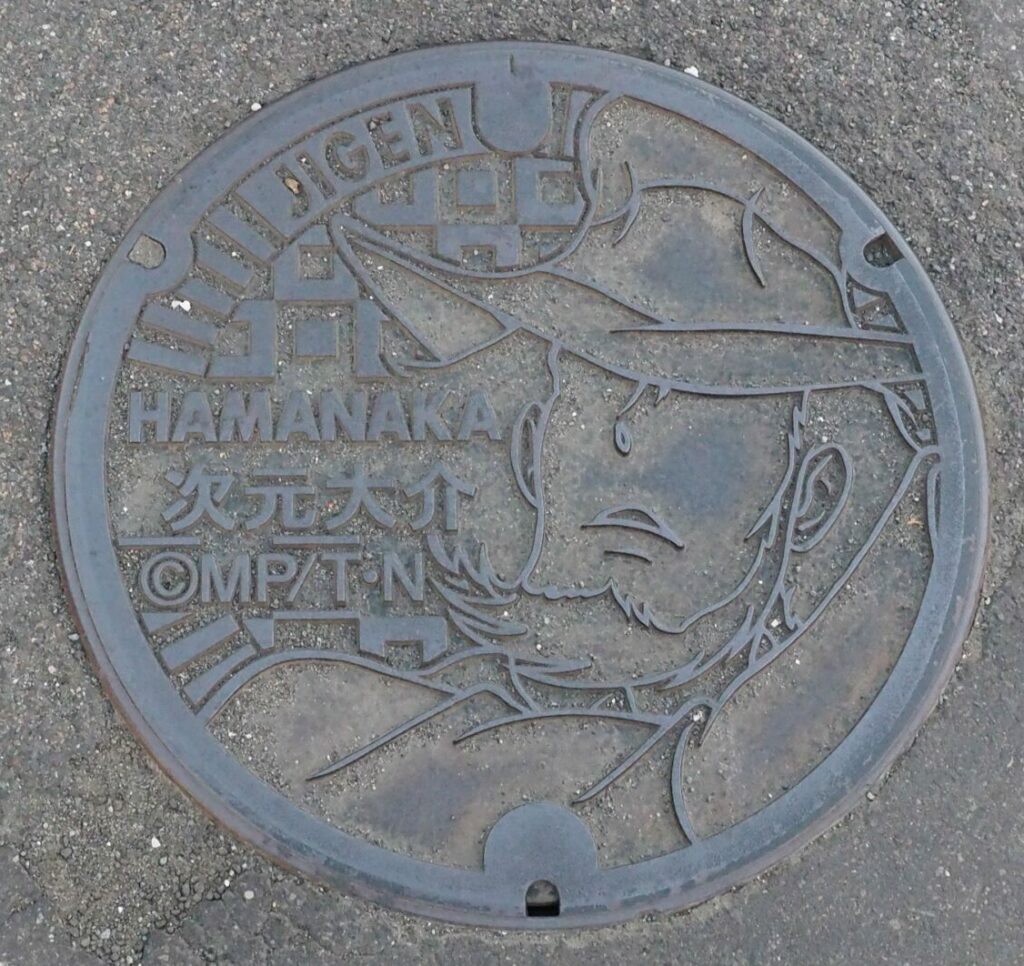 JIGEN
HAMANAKA
次元大介
©MP/T·N